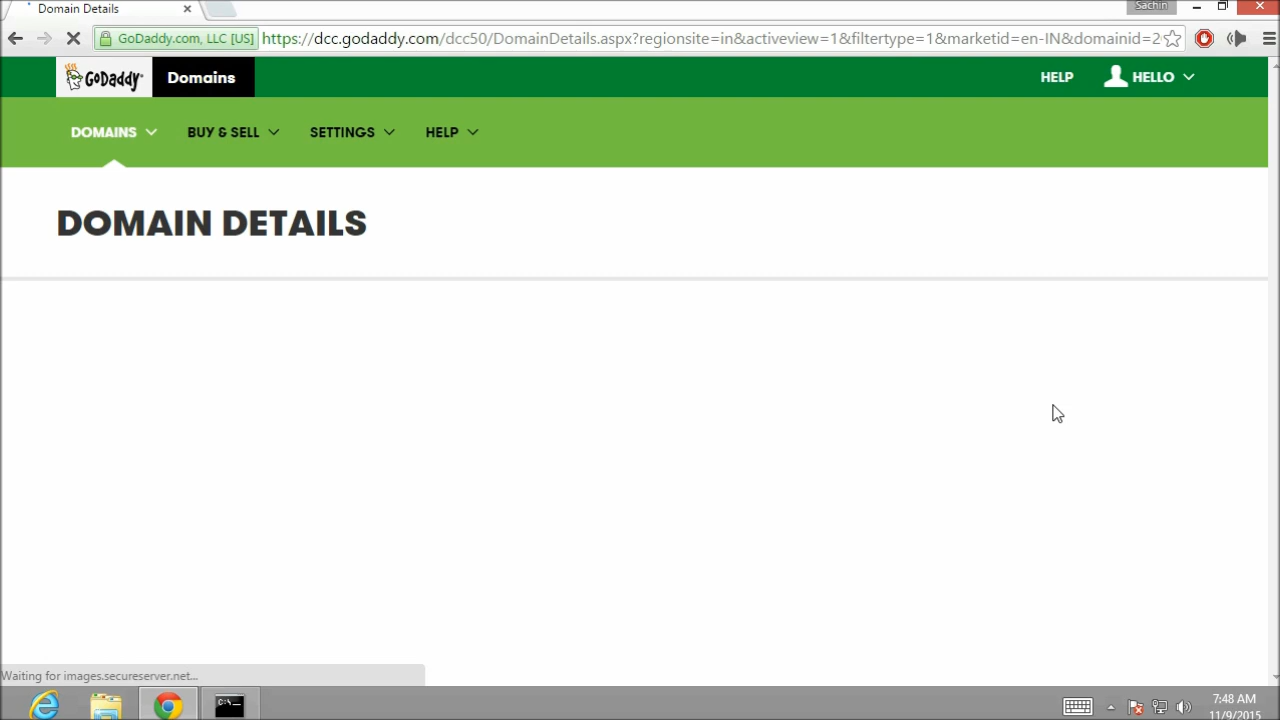 Domain Details
Sachin
GoDaddy.com, LLC [US]
https://dcc.godaddy.com/dcc50/DomainDetails.aspx?regionsite=in&activeview=1&filtertype=1&marketid=en-IN&domainid=2
GoDaddy
Domains
HELP
HELLO
DOMAINS
BUY & SELL
SETTINGS
HELP
DOMAIN DETAILS
Waiting for images.secureserver.net...
C:\.
7:48 AM
11/9/2015